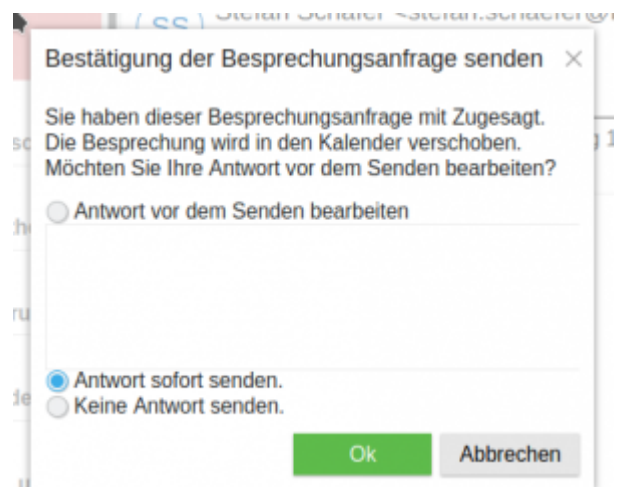 SS
Bestätigung der Besprechungsanfrage senden
Sie haben dieser Besprechungsanfrage mit Zugesagt.
Die Besprechung wird in den Kalender verschoben.
Möchten Sie Ihre Antwort vor dem Senden bearbeiten?
Antwort vor dem Senden bearbeiten
Antwort sofort senden.
Keine Antwort senden.
Ok Abbrechen